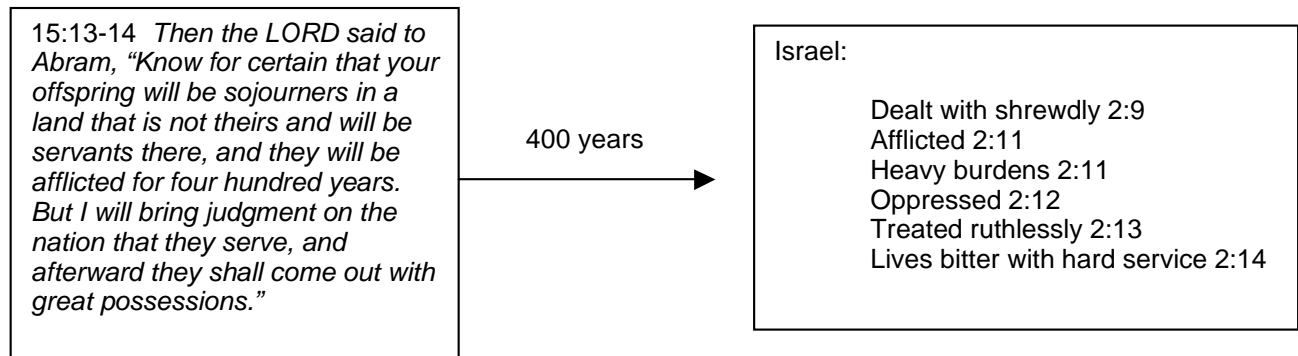 15:13-14 Then the LORD said to
Abram, “Know for certain that your
offspring will be sojourners in a
land that is not theirs and will be
servants there, and they will be
afflicted for four hundred years.
But I will bring judgment on the
nation that they serve, and
afterward they shall come out with
great possessions.”
400 years
Israel:
Dealt with shrewdly 2:9
Afflicted 2:11
Heavy burdens 2:11
Oppressed 2:12
Treated ruthlessly 2:13
Lives bitter with hard service 2:14